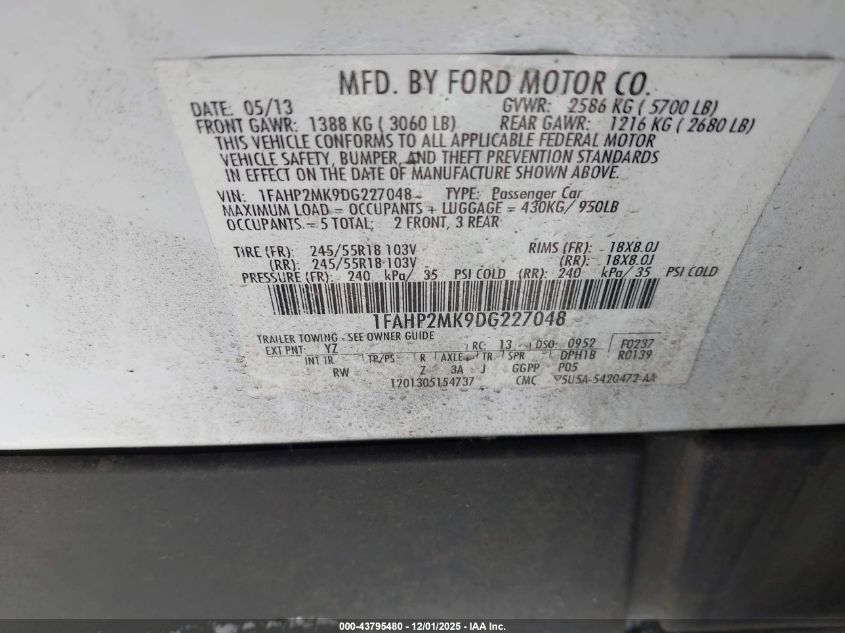 MFD. BY FORD MOTOR CO.
DATE: 05/13 GVWR: 2586 KG ( 5700 LB)
FRONT GAWR: 1388 KG ( 3060 LB) REAR GAWR: 1216 KG ( 2680 LB)
THIS VEHICLE CONFORMS TO ALL APPLICABLE FEDERAL MOTOR
VEHICLE SAFETY, BUMPER, AND THEFT PREVENTION STANDARDS
IN EFFECT ON THE DATE OF MANUFACTURE SHOWN ABOVE.
VIN: 1FAHP2MK9DG227048 TYPE: Passenger Car
MAXIMUM LOAD = OCCUPANTS + LUGGAGE = 430KG/ 950LB
OCCUPANTS = 5 TOTAL; 2 FRONT, 3 REAR
TIRE (FR): 245/55R18 103V RIMS (FR): 18X8.0J
(RR): 245/55R18 103V (RR): 18X8.0J
PRESSURE (FR): 240 kPa/ 35 PSI COLD (RR): 240 kPa/ 35 PSI COLD
1FAHP2MK9DG227048
TRAILER TOWING - SEE OWNER GUIDE
EXT PNT: YZ RC: 13 DSO: 0952 F0237
INT TR TP/PS R AXLE TR SPR DPH1B R0139
RW Z 3A J GGPP P05
1201305154737 CMC 5U5A-5420472-AA
000-43795480 - 12/01/2025 - IAA Inc.